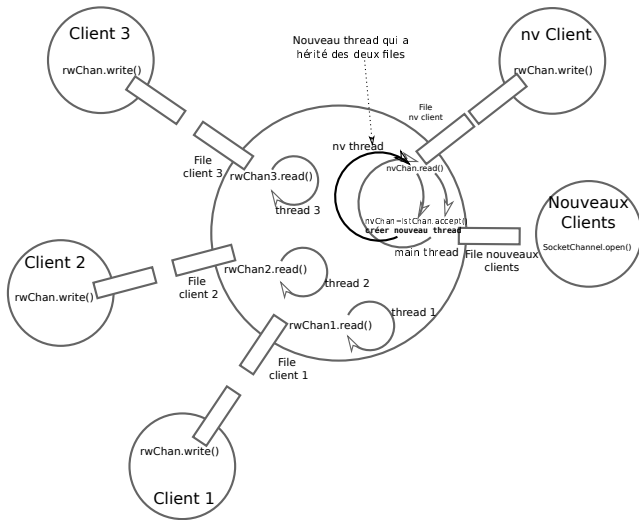 Client 3
rwChan.write()
Nouveau thread qui a
hérité des deux files
nv Client
rwChan.write()
File
nv client
nv thread
nvChan.read()
File
client 3
rwChan3.read()
thread 3
nvChan=lstChan.accept()
créer nouveau thread
main thread
File nouveaux
clients
Nouveaux
Clients
SocketChannel.open()
Client 2
rwChan.write()
File
client 2
rwChan2.read()
thread 2
rwChan1.read()
thread 1
File
client 1
rwChan.write()
Client 1